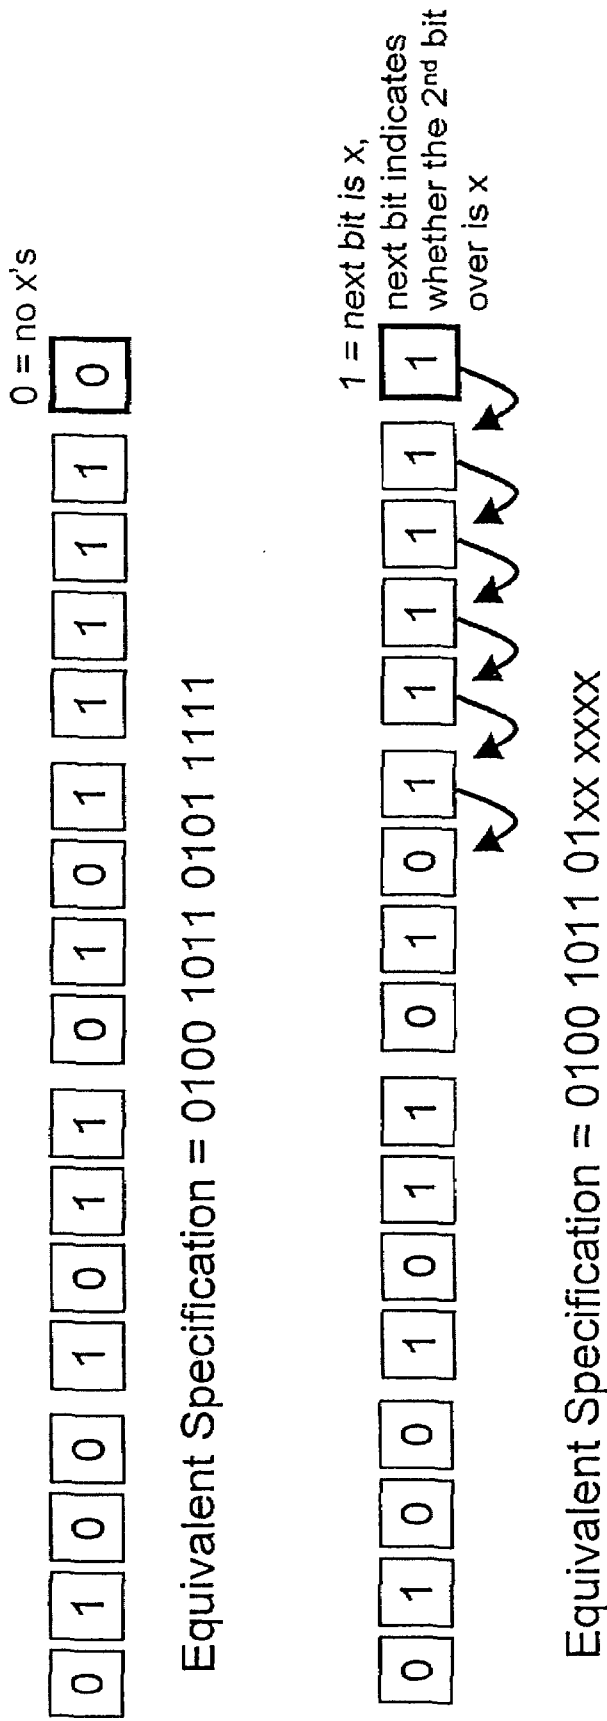 0 = no x's
0 1 0 0 1 0 1 1 0 1 0 1 1 1 1 1 0
Equivalent Specification = 0100 1011 0101 1111
1 = next bit is x,
next bit indicates
whether the 2nd bit
over is x
0 1 0 0 1 0 1 1 0 1 0 1 1 1 1 1 1
Equivalent Specification = 0100 1011 01xx xxxx